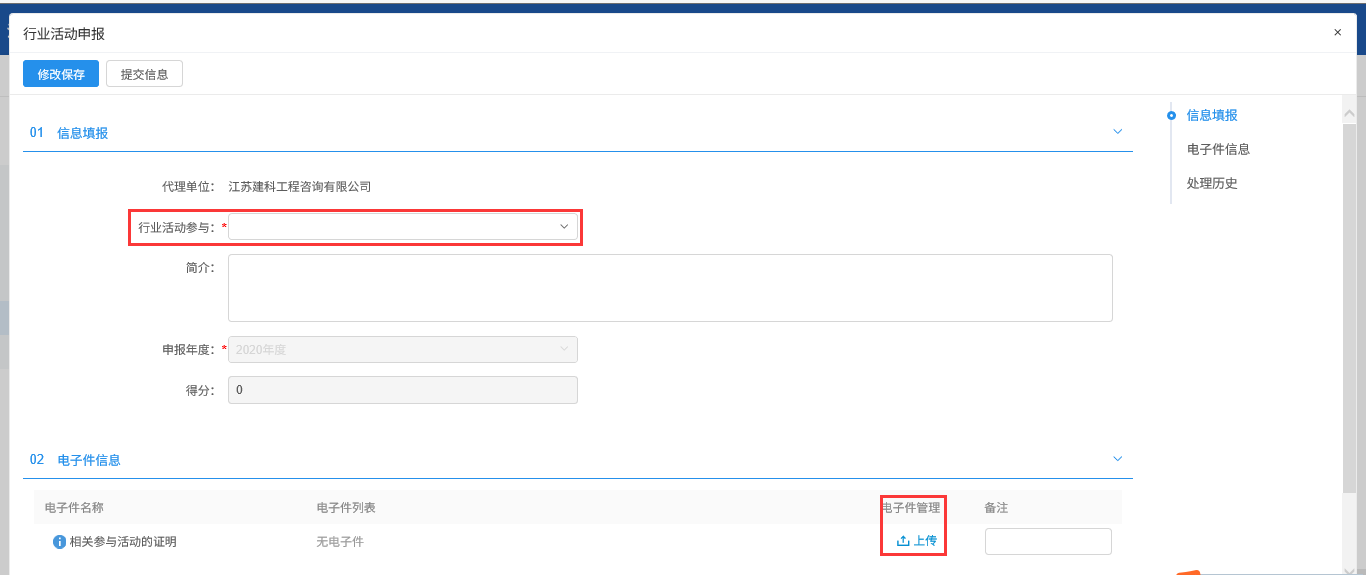 行业活动申报
×
修改保存 提交信息
01 信息填报
代理单位： 江苏建科工程咨询有限公司
行业活动参与：*
简介：
申报年度：* 2020年度
得分： 0
02 电子件信息
电子件名称 电子件列表 电子件管理 备注
相关参与活动的证明 无电子件 上传
信息填报
电子件信息
处理历史